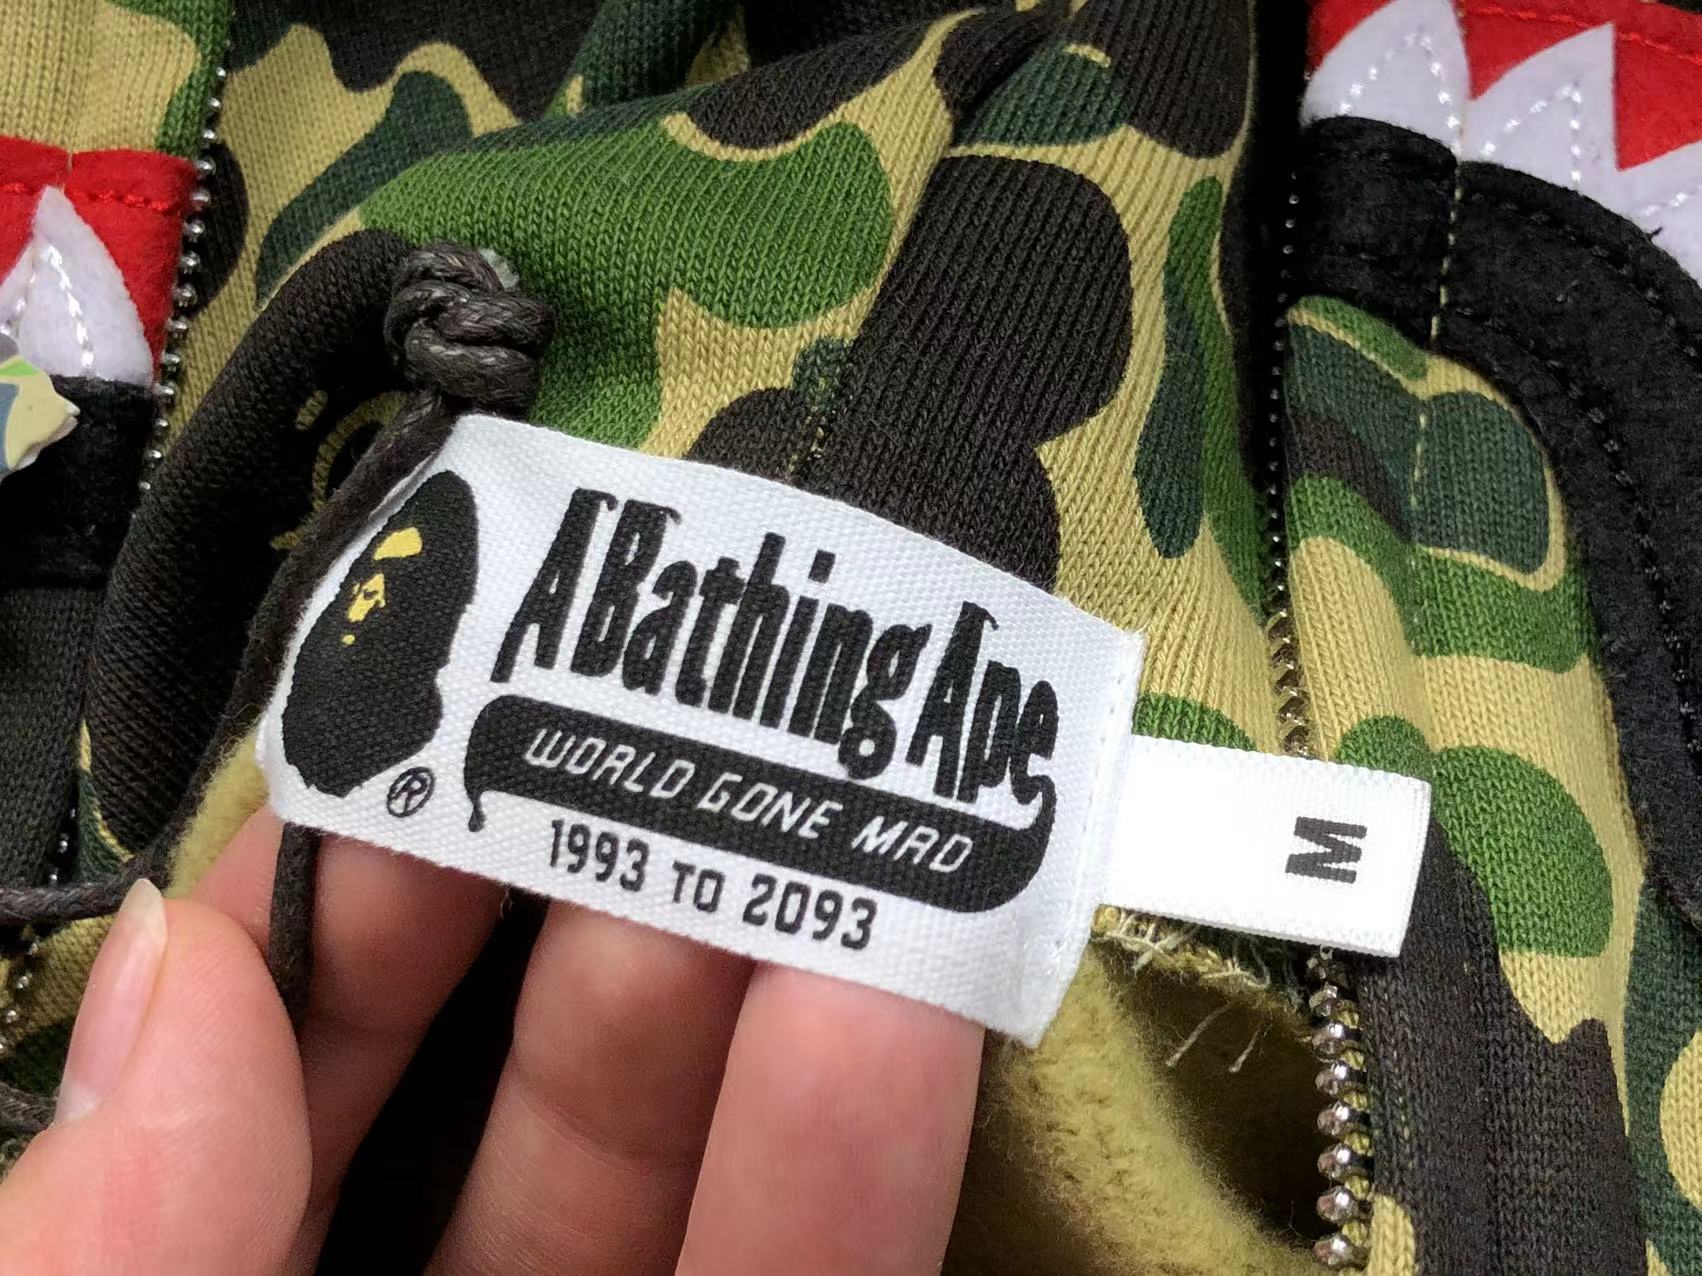 A Bathing Ape
WORLD GONE MAD
1993 TO 2093
®
M